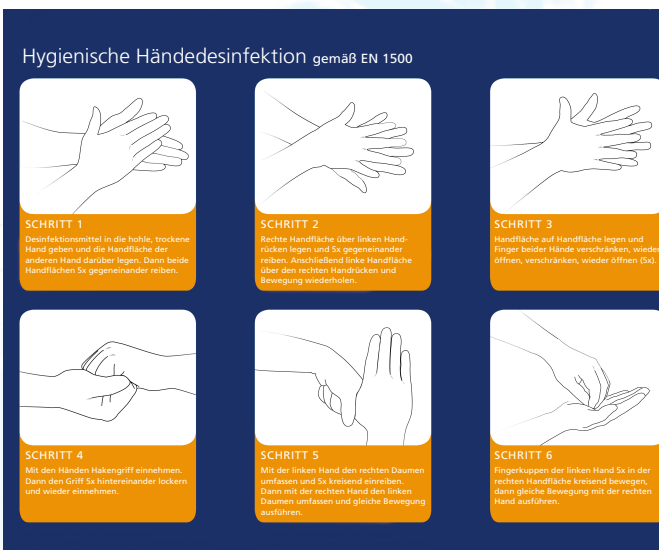 Hygienische Händedesinfektion gemäß EN 1500
SCHRITT 1
Desinfektionsmittel in die hohle, trockene
Hand geben und die Handfläche der
anderen Hand darüber legen. Dann beide
Handflächen 5x gegeneinander reiben.
SCHRITT 2
Rechte Handfläche über linken Hand-
rücken legen und 5x gegeneinander
reiben. Anschließend linke Handfläche
über den rechten Handrücken und
Bewegung wiederholen.
SCHRITT 3
Handfläche auf Handfläche legen und
Finger beider Hände verschränken, wieder
öffnen, verschränken, wieder öffnen (5x).
SCHRITT 4
Mit den Händen Hakengriff einnehmen.
Dann den Griff 5x hintereinander lockern
und wieder einnehmen.
SCHRITT 5
Mit der linken Hand den rechten Daumen
umfassen und 5x kreisend einreiben.
Dann mit der rechten Hand den linken
Daumen umfassen und gleiche Bewegung
ausführen.
SCHRITT 6
Fingerkuppen der linken Hand 5x in der
rechten Handfläche kreisend bewegen,
dann gleiche Bewegung mit der rechten
Hand ausführen.